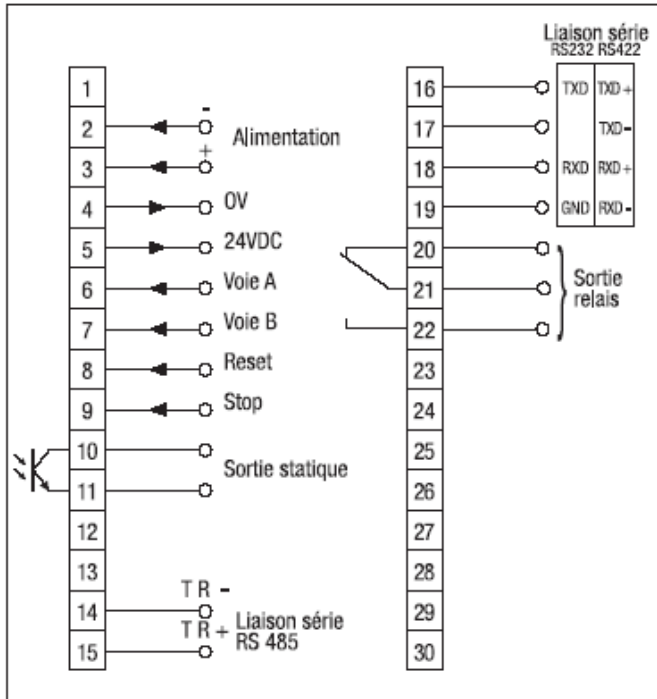 Liaison série
RS232 RS422
1
2 - Alimentation
3 +
4 0V
5 24VDC
6 Voie A
7 Voie B
8 Reset
9 Stop
10
11 Sortie statique
12
13
14 T R -
15 T R + Liaison série
RS 485
16 TXD TXD+
17 TXD-
18 RXD RXD+
19 GND RXD-
20
21 Sortie
relais
22
23
24
25
26
27
28
29
30